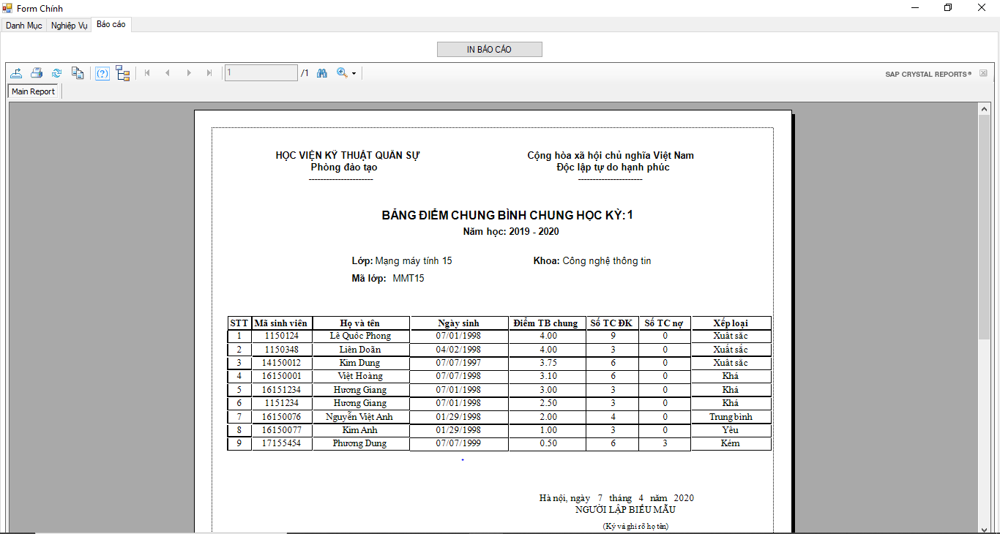 Form Chính
Danh Mục Nghiệp Vụ Báo cáo
IN BÁO CÁO
1 /1 SAP CRYSTAL REPORTS®
Main Report
HỌC VIỆN KỸ THUẬT QUÂN SỰ Cộng hòa xã hội chủ nghĩa Việt Nam
Phòng đào tạo Độc lập tự do hạnh phúc
---------------------- ----------------------
BẢNG ĐIỂM CHUNG BÌNH CHUNG HỌC KỲ: 1
Năm học: 2019 - 2020
Lớp: Mạng máy tính 15 Khoa: Công nghệ thông tin
Mã lớp: MMT15
STT Mã sinh viên Họ và tên Ngày sinh Điểm TB chung Số TC ĐK Số TC nợ Xếp loại
1 1150124 Lê Quốc Phong 07/01/1998 4.00 9 0 Xuất sắc
2 1150348 Liên Doãn 04/02/1998 4.00 3 0 Xuất sắc
3 14150012 Kim Dung 07/07/1997 3.75 6 0 Xuất sắc
4 16150001 Việt Hoàng 07/07/1998 3.10 6 0 Khá
5 16151234 Hương Giang 07/01/1998 3.00 3 0 Khá
6 1151234 Hương Giang 07/01/1998 2.50 3 0 Khá
7 16150076 Nguyễn Việt Anh 01/29/1998 2.00 4 0 Trung bình
8 16150077 Kim Anh 01/29/1998 1.00 3 0 Yếu
9 17155454 Phương Dung 07/07/1999 0.50 6 3 Kém
Hà nội, ngày 7 tháng 4 năm 2020
NGƯỜI LẬP BIỂU MẪU
(Ký và ghi rõ họ tên)